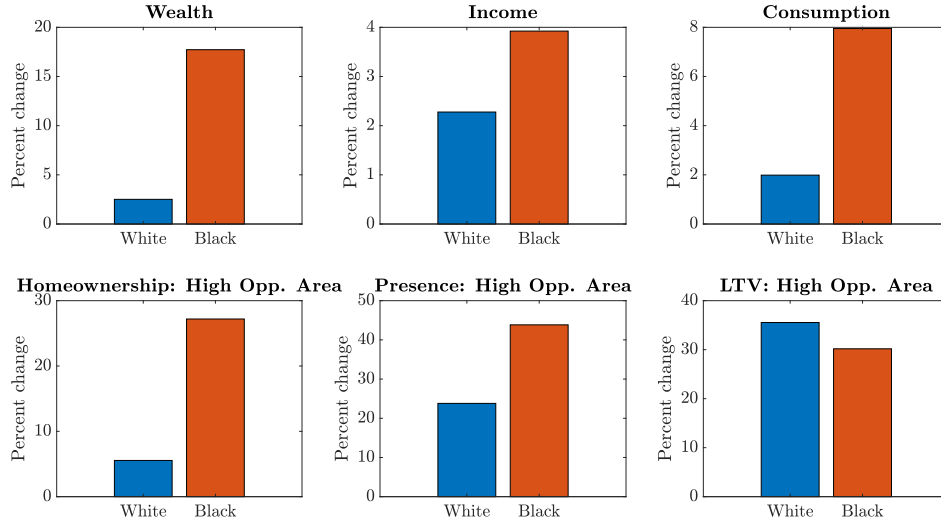 Wealth
Percent change
20
15
10
5
0
White Black
Income
Percent change
4
3
2
1
0
White Black
Consumption
Percent change
8
6
4
2
0
White Black
Homeownership: High Opp. Area
Percent change
30
20
10
0
White Black
Presence: High Opp. Area
Percent change
50
40
30
20
10
0
White Black
LTV: High Opp. Area
Percent change
40
30
20
10
0
White Black